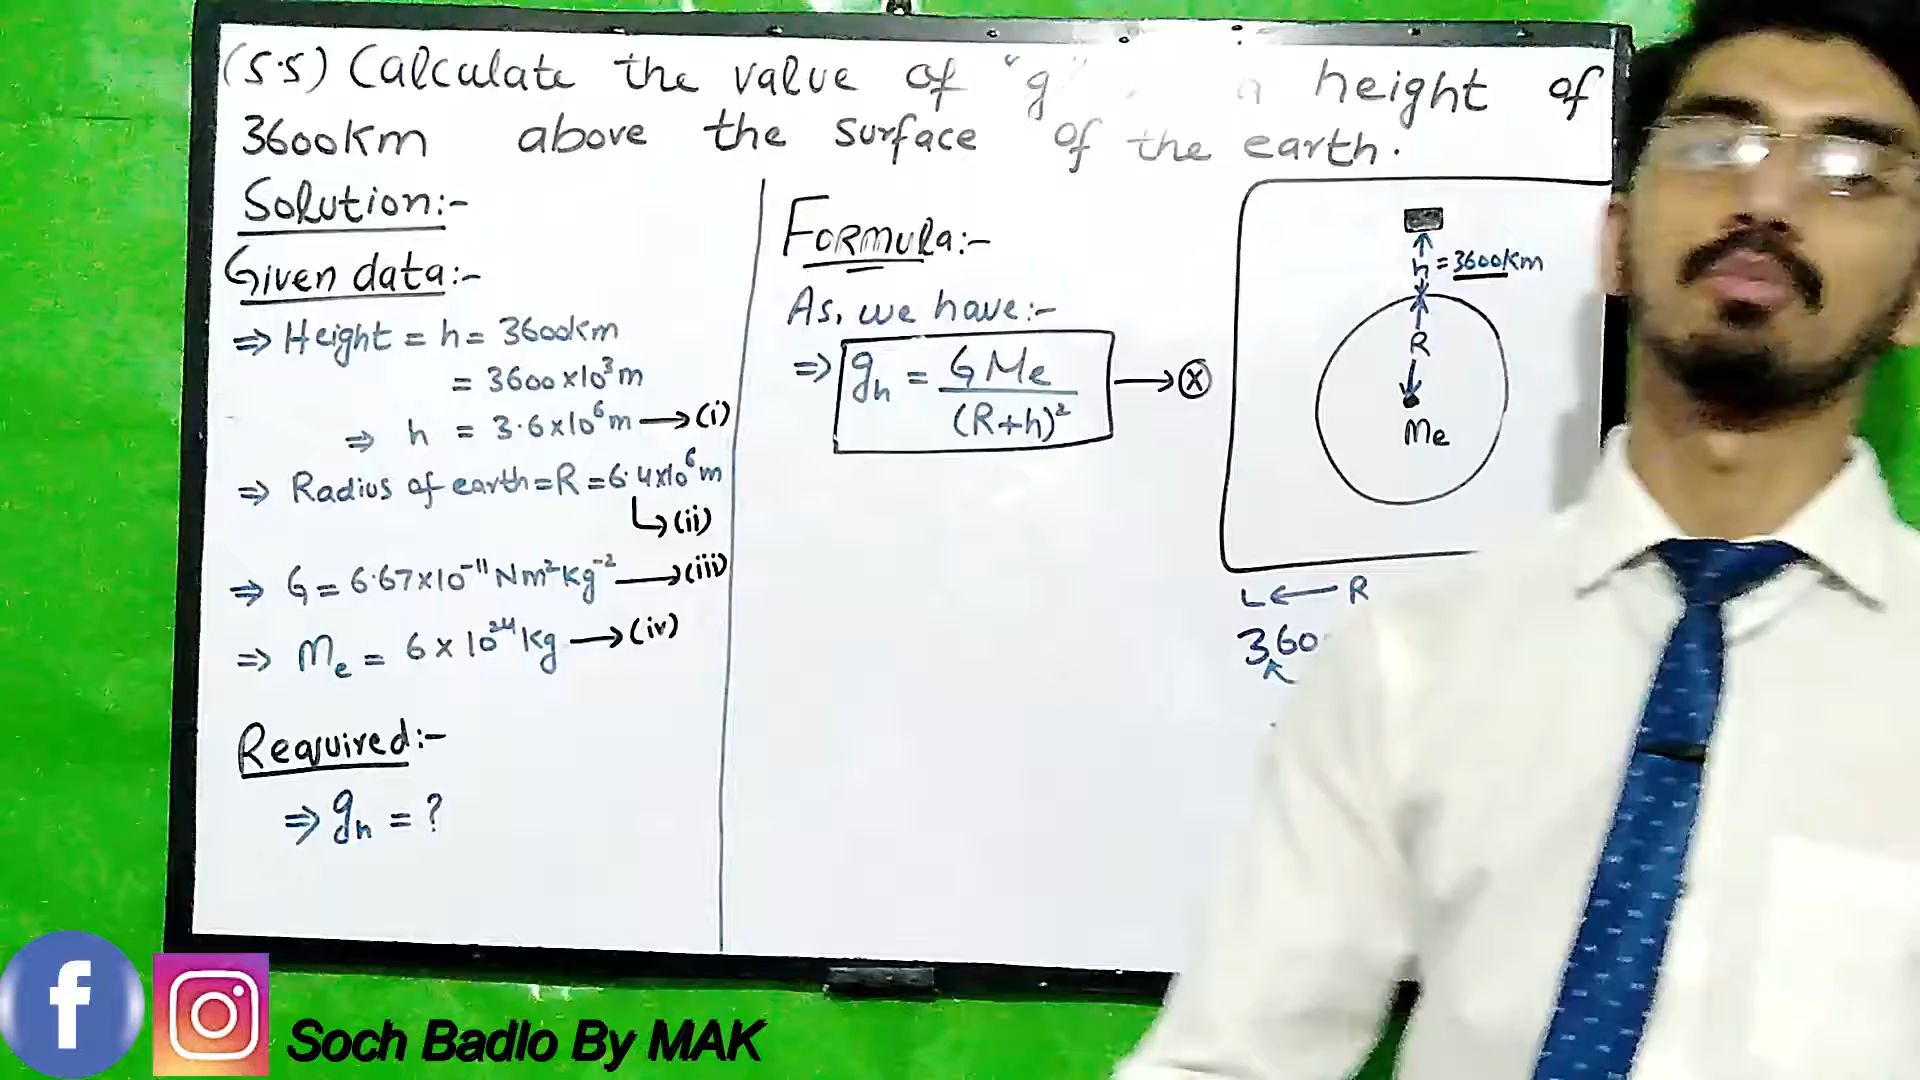 (5.5) Calculate the value of "g" a height of
3600km above the surface of the earth.
Solution:-
Given data:-
⇒ Height = h = 3600km
= 3600×10³m
⇒ h = 3.6×10⁶m → (i)
⇒ Radius of earth = R = 6.4×10⁶m
↳ (ii)
⇒ G = 6.67×10⁻¹¹Nm²Kg⁻² → (iii)
⇒ Me = 6×10²⁴kg → (iv)
Required:-
⇒ gh = ?
Formula:-
As, we have:-
⇒ gh = GMe/(R+h)² → ⓧ
h = 3600km
R
Me
L ← R
360
Soch Badlo By MAK